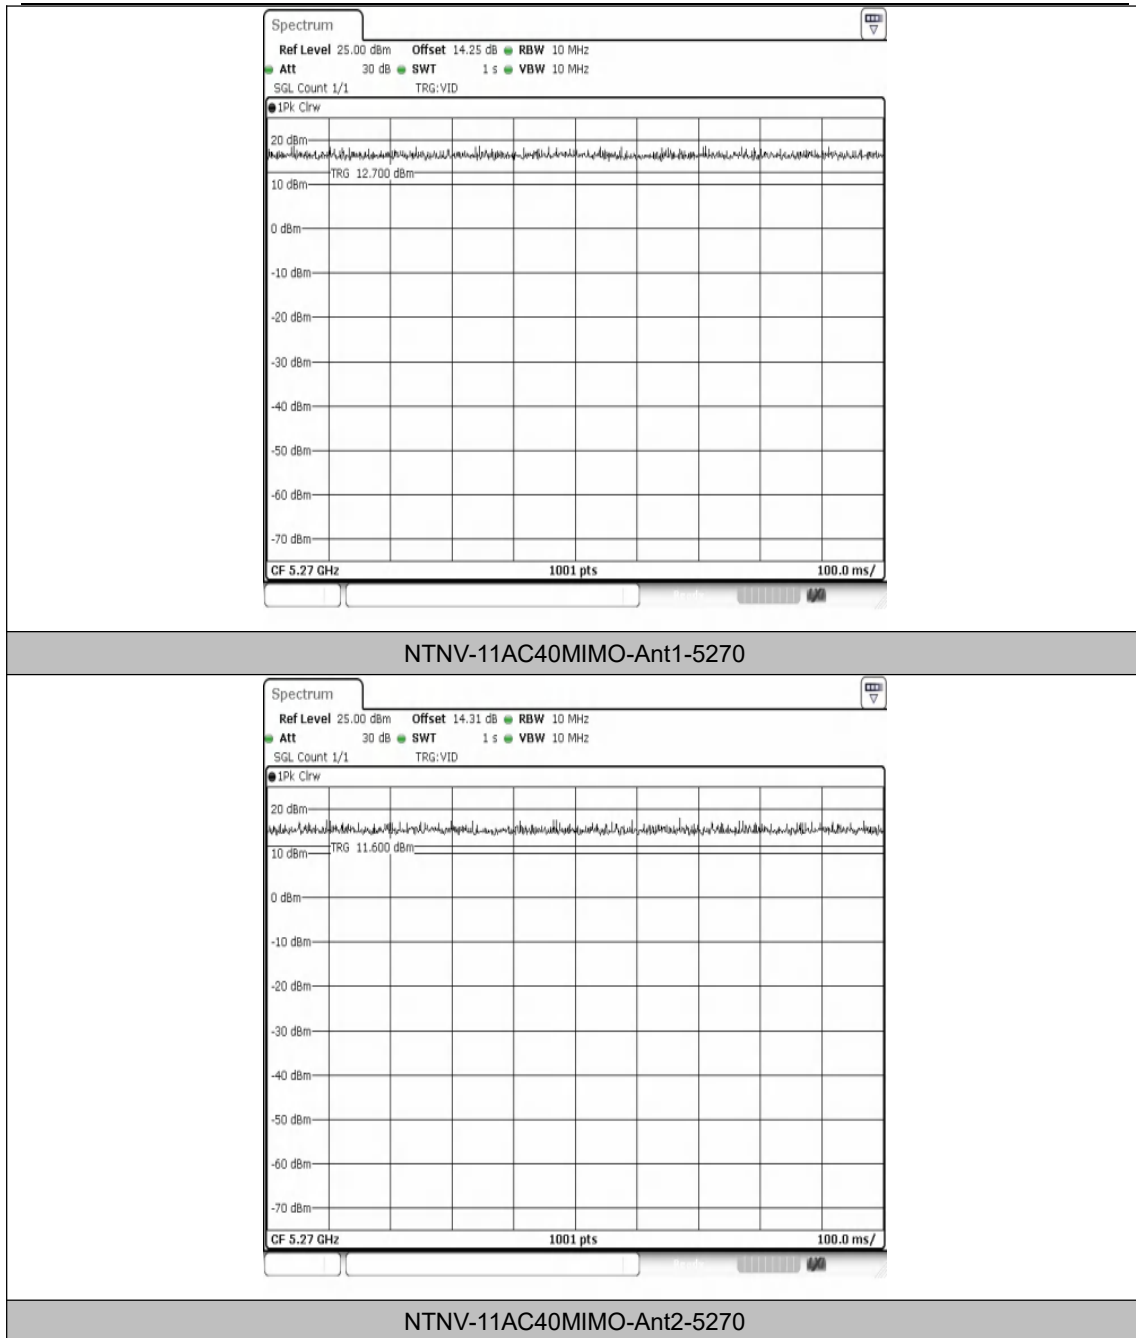 Spectrum
Ref Level 25.00 dBm Offset 14.25 dB RBW 10 MHz
Att 30 dB SWT 1 s VBW 10 MHz
SGL Count 1/1 TRG:VID
1Pk Clrw
20 dBm
TRG 12.700 dBm
10 dBm
0 dBm
-10 dBm
-20 dBm
-30 dBm
-40 dBm
-50 dBm
-60 dBm
-70 dBm
CF 5.27 GHz 1001 pts 100.0 ms/
NTNV-11AC40MIMO-Ant1-5270
Spectrum
Ref Level 25.00 dBm Offset 14.31 dB RBW 10 MHz
Att 30 dB SWT 1 s VBW 10 MHz
SGL Count 1/1 TRG:VID
1Pk Clrw
20 dBm
TRG 11.600 dBm
10 dBm
0 dBm
-10 dBm
-20 dBm
-30 dBm
-40 dBm
-50 dBm
-60 dBm
-70 dBm
CF 5.27 GHz 1001 pts 100.0 ms/
NTNV-11AC40MIMO-Ant2-5270